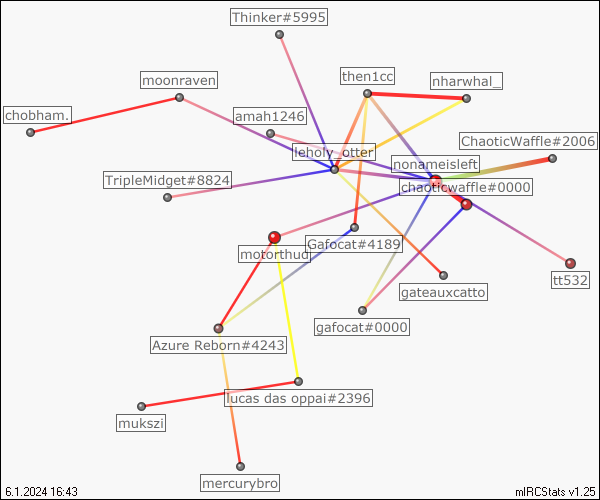 Thinker#5995
then1cc
moonraven
nharwhal_
chobham.
amah1246
ChaoticWaffle#2006
leholy_otter
nonameisleft
TripleMidget#8824
chaoticwaffle#0000
Gafocat#4189
motorthud
tt532
gateauxcatto
gafocat#0000
Azure Reborn#4243
lucas das oppai#2396
mukszi
mercurybro
6.1.2024 16:43
mIRCStats v1.25